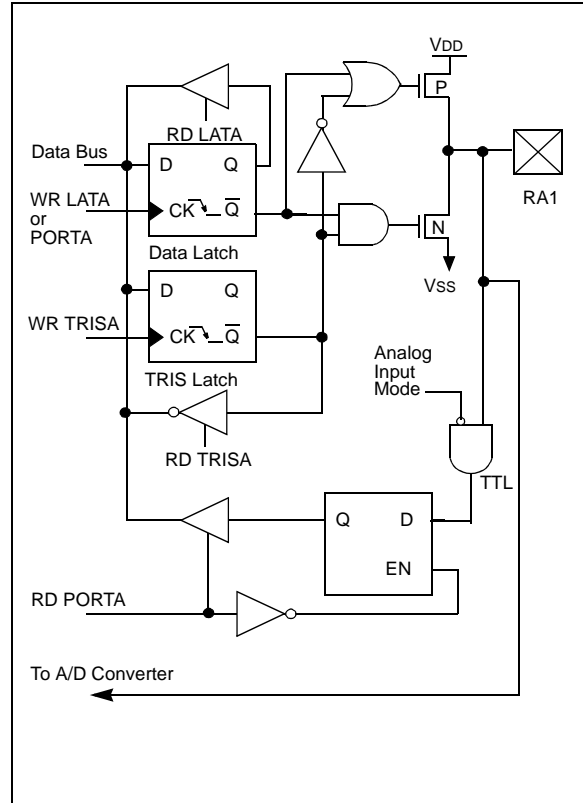 VDD
P
RD LATA
Data Bus
D Q
WR LATA
or
PORTA
CK Q
RA1
N
Data Latch
VSS
D Q
WR TRISA
CK Q
Analog
Input
Mode
TRIS Latch
RD TRISA
TTL
Q D
EN
RD PORTA
To A/D Converter